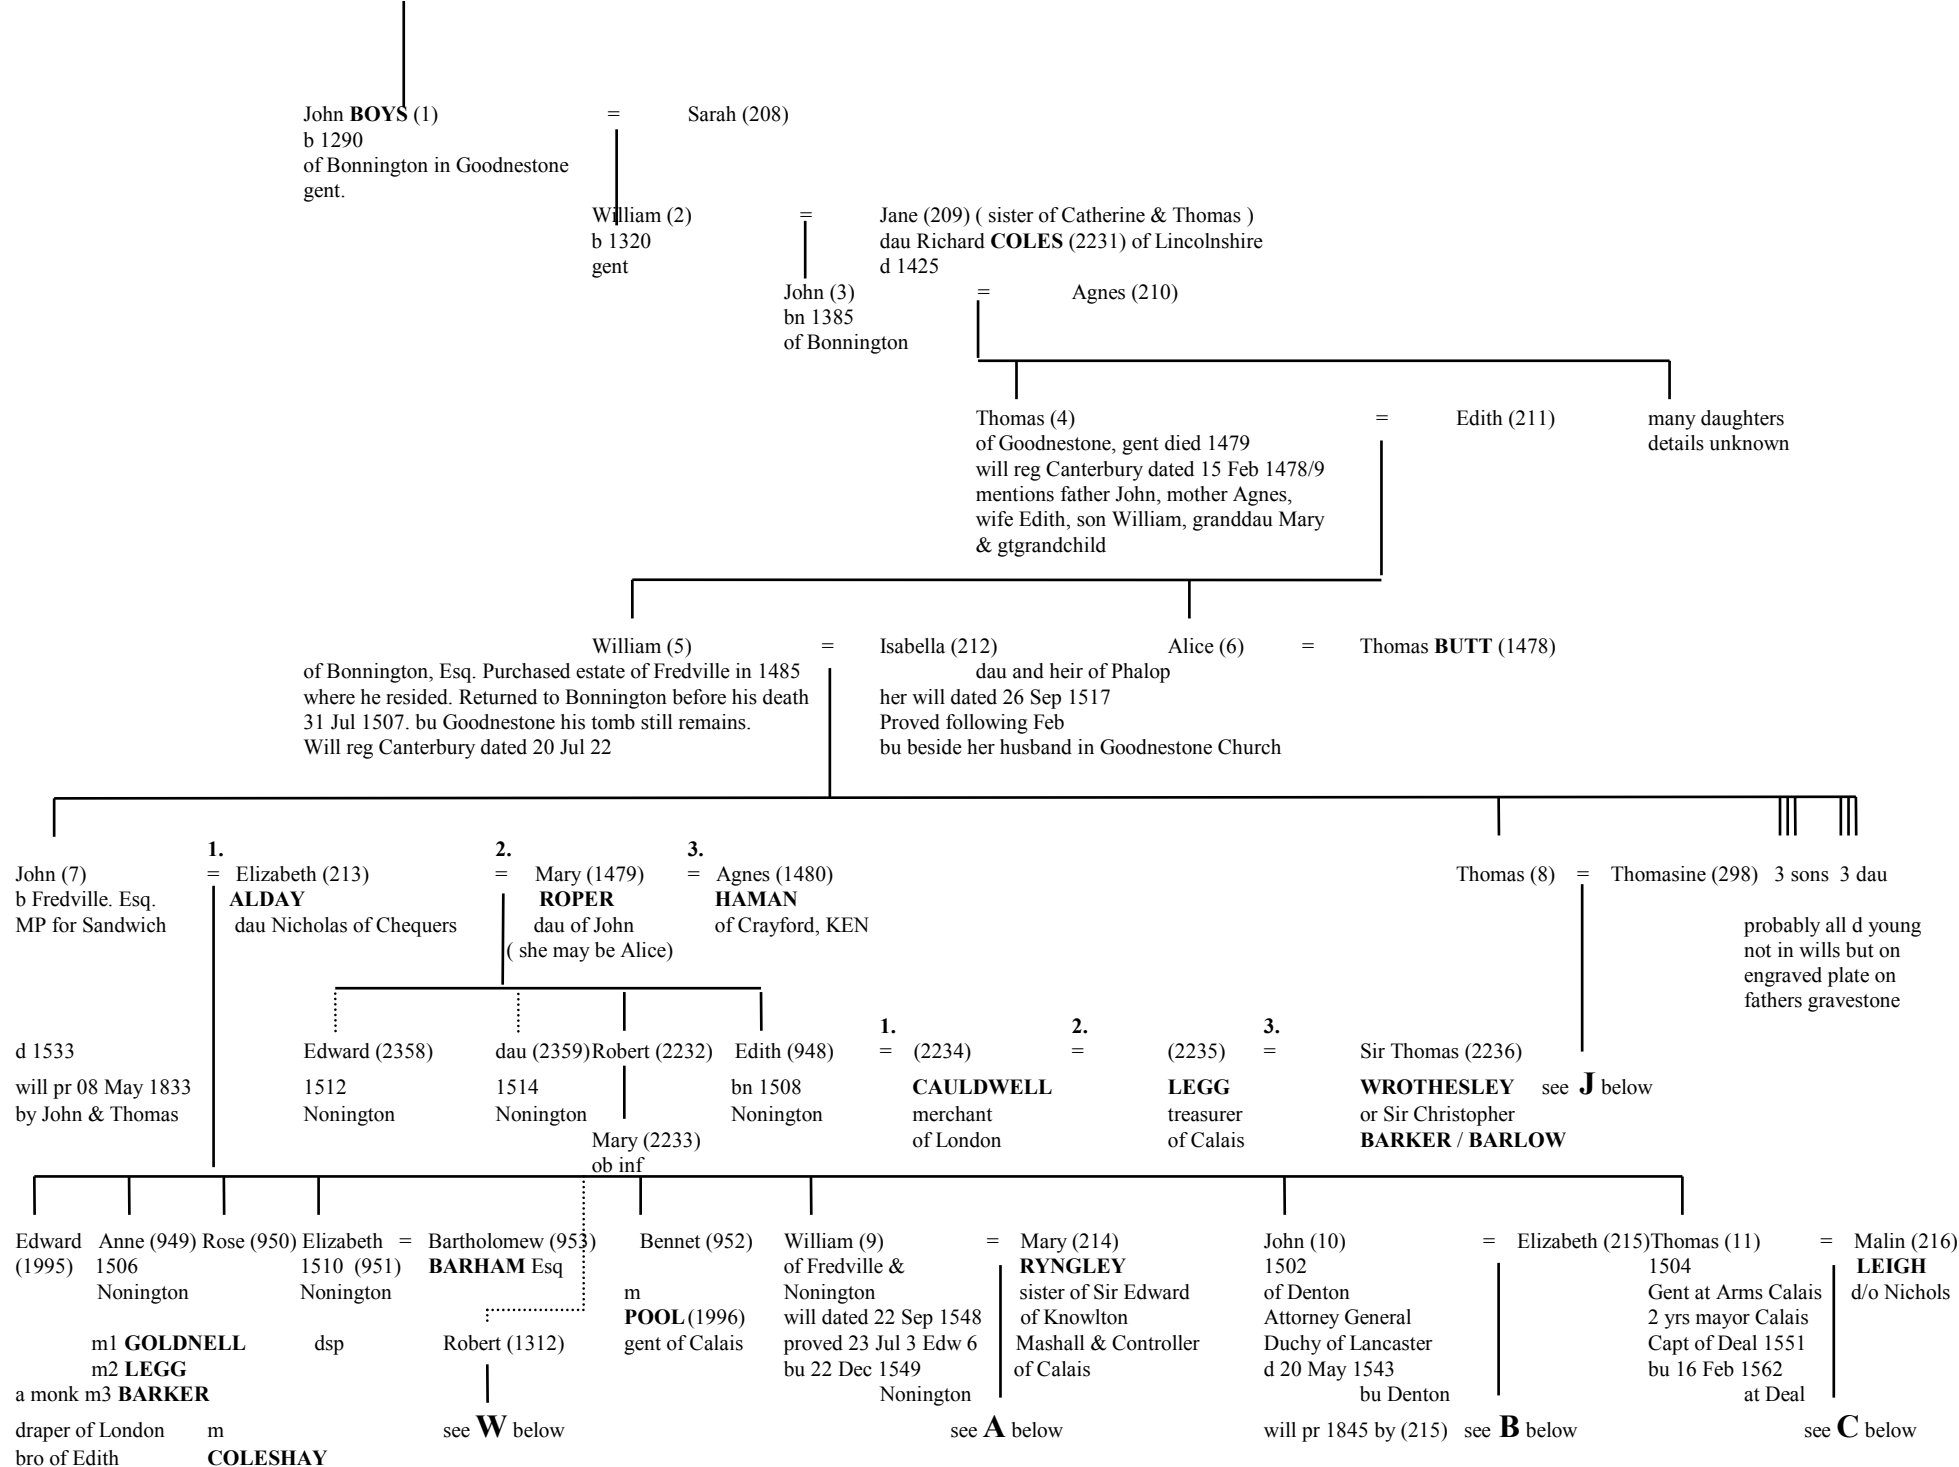 John BOYS (1) = Sarah (208)
b 1290
of Bonnington in Goodnestone
gent.
William (2) = Jane (209) ( sister of Catherine & Thomas )
b 1320 dau Richard COLES (2231) of Lincolnshire
gent d 1425
John (3) = Agnes (210)
bn 1385
of Bonnington
Thomas (4) = Edith (211) many daughters
of Goodnestone, gent died 1479 details unknown
will reg Canterbury dated 15 Feb 1478/9
mentions father John, mother Agnes,
wife Edith, son William, granddau Mary
& gtgrandchild
William (5) = Isabella (212) Alice (6) = Thomas BUTT (1478)
of Bonnington, Esq. Purchased estate of Fredville in 1485 dau and heir of Phalop
where he resided. Returned to Bonnington before his death her will dated 26 Sep 1517
31 Jul 1507. bu Goodnestone his tomb still remains. Proved following Feb
Will reg Canterbury dated 20 Jul 22 bu beside her husband in Goodnestone Church
1. 2. 3.
John (7) = Elizabeth (213) = Mary (1479) = Agnes (1480) Thomas (8) = Thomasine (298) 3 sons 3 dau
b Fredville. Esq. ALDAY ROPER HAMAN
MP for Sandwich dau Nicholas of Chequers dau of John of Crayford, KEN probably all d young
( she may be Alice) not in wills but on
engraved plate on
fathers gravestone
1. 2. 3.
d 1533 Edward (2358) dau (2359) Robert (2232) Edith (948) = (2234) = (2235) = Sir Thomas (2236)
will pr 08 May 1833 1512 1514 bn 1508 CAULDWELL LEGG WROTHESLEY see J below
by John & Thomas Nonington Nonington Nonington merchant treasurer or Sir Christopher
Mary (2233) of London of Calais BARKER / BARLOW
ob inf
Edward Anne (949) Rose (950) Elizabeth = Bartholomew (953) Bennet (952) William (9) = Mary (214) John (10) = Elizabeth (215) Thomas (11) = Malin (216)
(1995) 1506 1510 (951) BARHAM Esq of Fredville & RYNGLEY 1502 1504 LEIGH
Nonington Nonington m Nonington sister of Sir Edward of Denton Gent at Arms Calais d/o Nichols
POOL (1996) will dated 22 Sep 1548 of Knowlton Attorney General 2 yrs mayor Calais
m1 GOLDNELL dsp Robert (1312) gent of Calais proved 23 Jul 3 Edw 6 Mashall & Controller Duchy of Lancaster Capt of Deal 1551
m2 LEGG bu 22 Dec 1549 of Calais d 20 May 1543 bu 16 Feb 1562
a monk m3 BARKER Nonington bu Denton at Deal
draper of London m see W below see A below will pr 1845 by (215) see B below see C below
bro of Edith COLESHAY